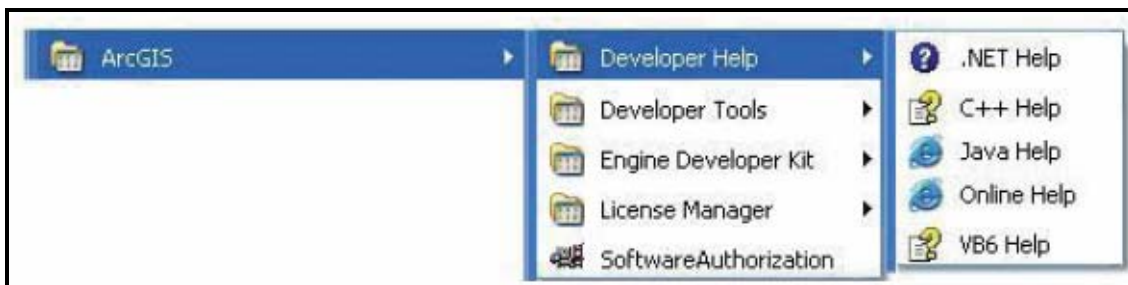 ArcGIS
Developer Help
Developer Tools
Engine Developer Kit
License Manager
SoftwareAuthorization
.NET Help
C++ Help
Java Help
Online Help
VB6 Help